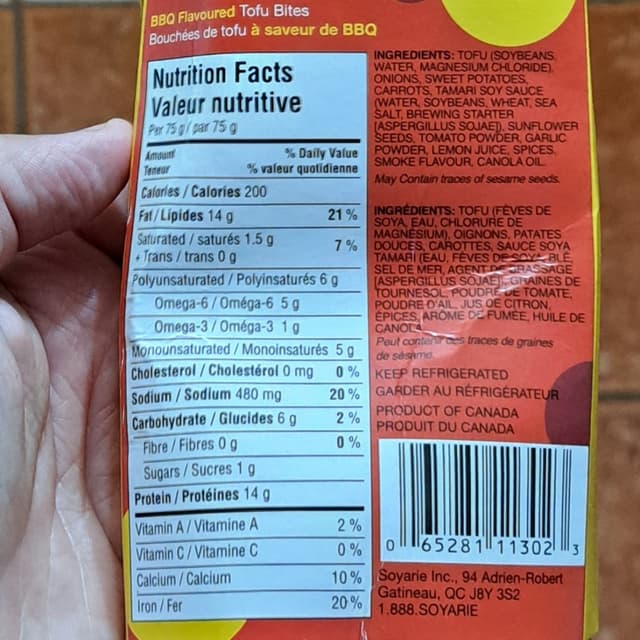 BBQ Flavoured Tofu Bites
Bouchées de tofu à saveur de BBQ
Nutrition Facts
Valeur nutritive
Per 75 g / par 75 g
Amount % Daily Value
Teneur % valeur quotidienne
Calories / Calories 200
Fat / Lipides 14 g 21 %
Saturated / saturés 1.5 g
+ Trans / trans 0 g 7 %
Polyunsaturated / Polyinsaturés 6 g
Omega-6 / Oméga-6 5 g
Omega-3 / Oméga-3 1 g
Monounsaturated / Monoinsaturés 5 g
Cholesterol / Cholestérol 0 mg 0 %
Sodium / Sodium 480 mg 20 %
Carbohydrate / Glucides 6 g 2 %
Fibre / Fibres 0 g 0 %
Sugars / Sucres 1 g
Protein / Protéines 14 g
Vitamin A / Vitamine A 2 %
Vitamin C / Vitamine C 0 %
Calcium / Calcium 10 %
Iron / Fer 20 %
INGREDIENTS: TOFU (SOYBEANS,
WATER, MAGNESIUM CHLORIDE),
ONIONS, SWEET POTATOES,
CARROTS, TAMARI SOY SAUCE
(WATER, SOYBEANS, WHEAT, SEA
SALT, BREWING STARTER
[ASPERGILLUS SOJAE]), SUNFLOWER
SEEDS, TOMATO POWDER, GARLIC
POWDER, LEMON JUICE, SPICES,
SMOKE FLAVOUR, CANOLA OIL.
May Contain traces of sesame seeds.
INGRÉDIENTS: TOFU (FÈVES DE
SOYA, EAU, CHLORURE DE
MAGNÉSIUM), OIGNONS, PATATES
DOUCES, CAROTTES, SAUCE SOYA
TAMARI (EAU, FÈVES DE SOYA, BLÉ,
SEL DE MER, AGENT DE BRASSAGE
[ASPERGILLUS SOJAE]), GRAINES DE
TOURNESOL, POUDRE DE TOMATE,
POUDRE D'AIL, JUS DE CITRON,
ÉPICES, ARÔME DE FUMÉE, HUILE DE
CANOLA.
Peut contenir des traces de graines
de sésame.
KEEP REFRIGERATED
GARDER AU RÉFRIGÉRATEUR
PRODUCT OF CANADA
PRODUIT DU CANADA
0 65281 11302 3
Soyarie Inc., 94 Adrien-Robert
Gatineau, QC J8Y 3S2
1.888.SOYARIE